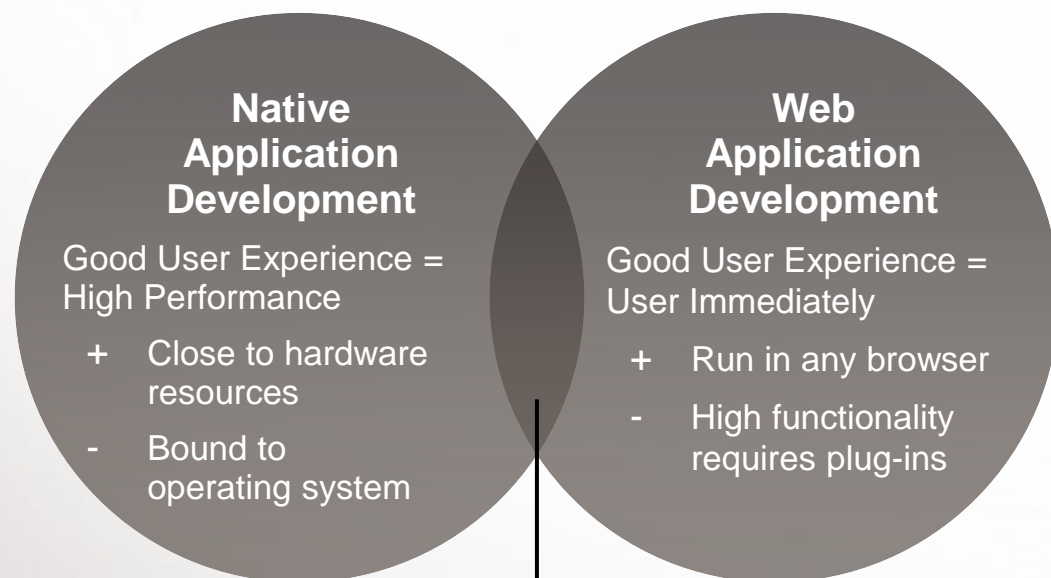 Native
Application
Development
Good User Experience =
High Performance
+ Close to hardware
resources
- Bound to
operating system
Web
Application
Development
Good User Experience =
User Immediately
+ Run in any browser
- High functionality
requires plug-ins